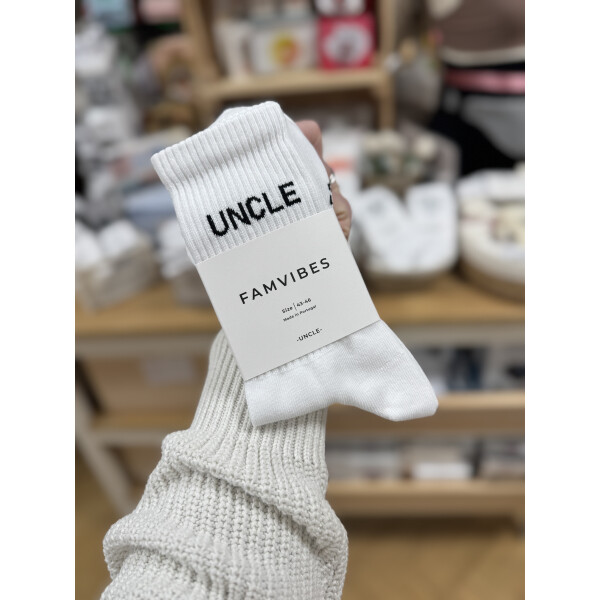 UNCLE
FAMVIBES
Size | 43-46
Made in Portugal
-UNCLE-